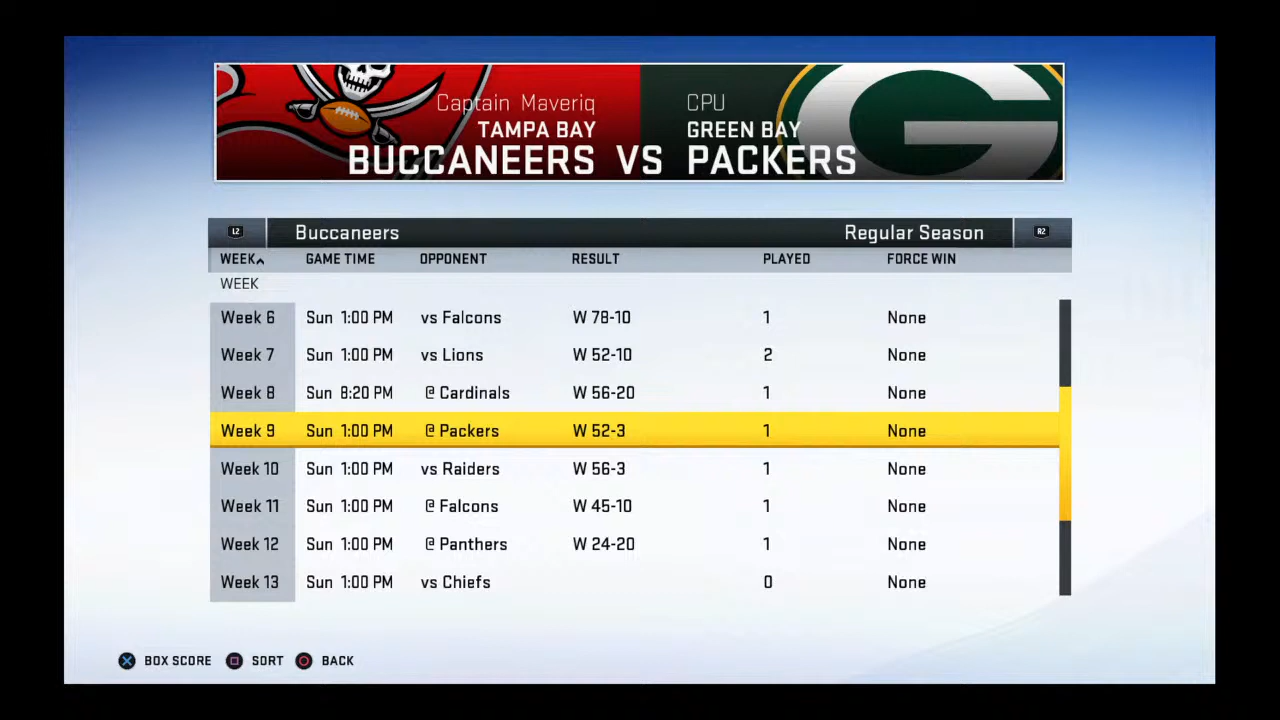 Captain Maveriq CPU
TAMPA BAY GREEN BAY
BUCCANEERS VS PACKERS
L2 Buccaneers Regular Season R2
WEEK GAME TIME OPPONENT RESULT PLAYED FORCE WIN
WEEK
Week 6 Sun 1:00 PM vs Falcons W 78-10 1 None
Week 7 Sun 1:00 PM vs Lions W 52-10 2 None
Week 8 Sun 8:20 PM @ Cardinals W 56-20 1 None
Week 9 Sun 1:00 PM @ Packers W 52-3 1 None
Week 10 Sun 1:00 PM vs Raiders W 56-3 1 None
Week 11 Sun 1:00 PM @ Falcons W 45-10 1 None
Week 12 Sun 1:00 PM @ Panthers W 24-20 1 None
Week 13 Sun 1:00 PM vs Chiefs 0 None
BOX SCORE SORT BACK